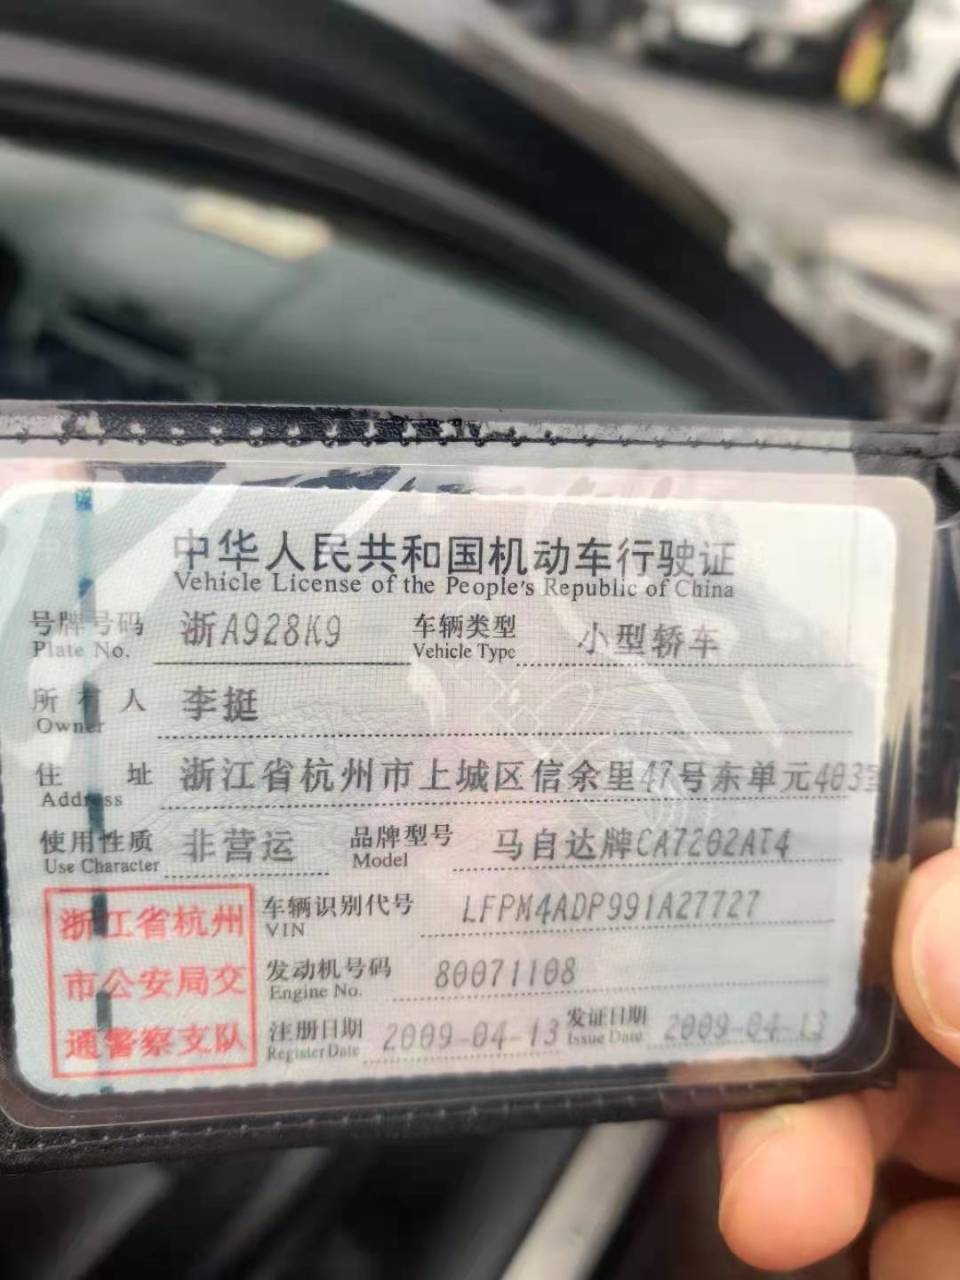 中华人民共和国机动车行驶证
Vehicle License of the People's Republic of China
号牌号码 浙A928K9 车辆类型 小型轿车
Plate No. Vehicle Type
所有人 李挺
Owner
住址 浙江省杭州市上城区信余里47号东单元403室
Address
使用性质 非营运 品牌型号 马自达牌CA7202AT4
Use Character Model
浙江省杭州 车辆识别代号 LFPM4ADP991A27727
VIN
市公安局交 发动机号码 80071108
Engine No.
通警察支队 注册日期 2009-04-13 发证日期 2009-04-13
Register Date Issue Date